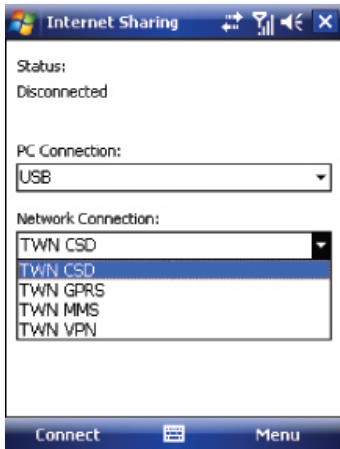 Internet Sharing
Status:
Disconnected
PC Connection:
USB
Network Connection:
TWN CSD
TWN CSD
TWN GPRS
TWN MMS
TWN VPN
Connect Menu